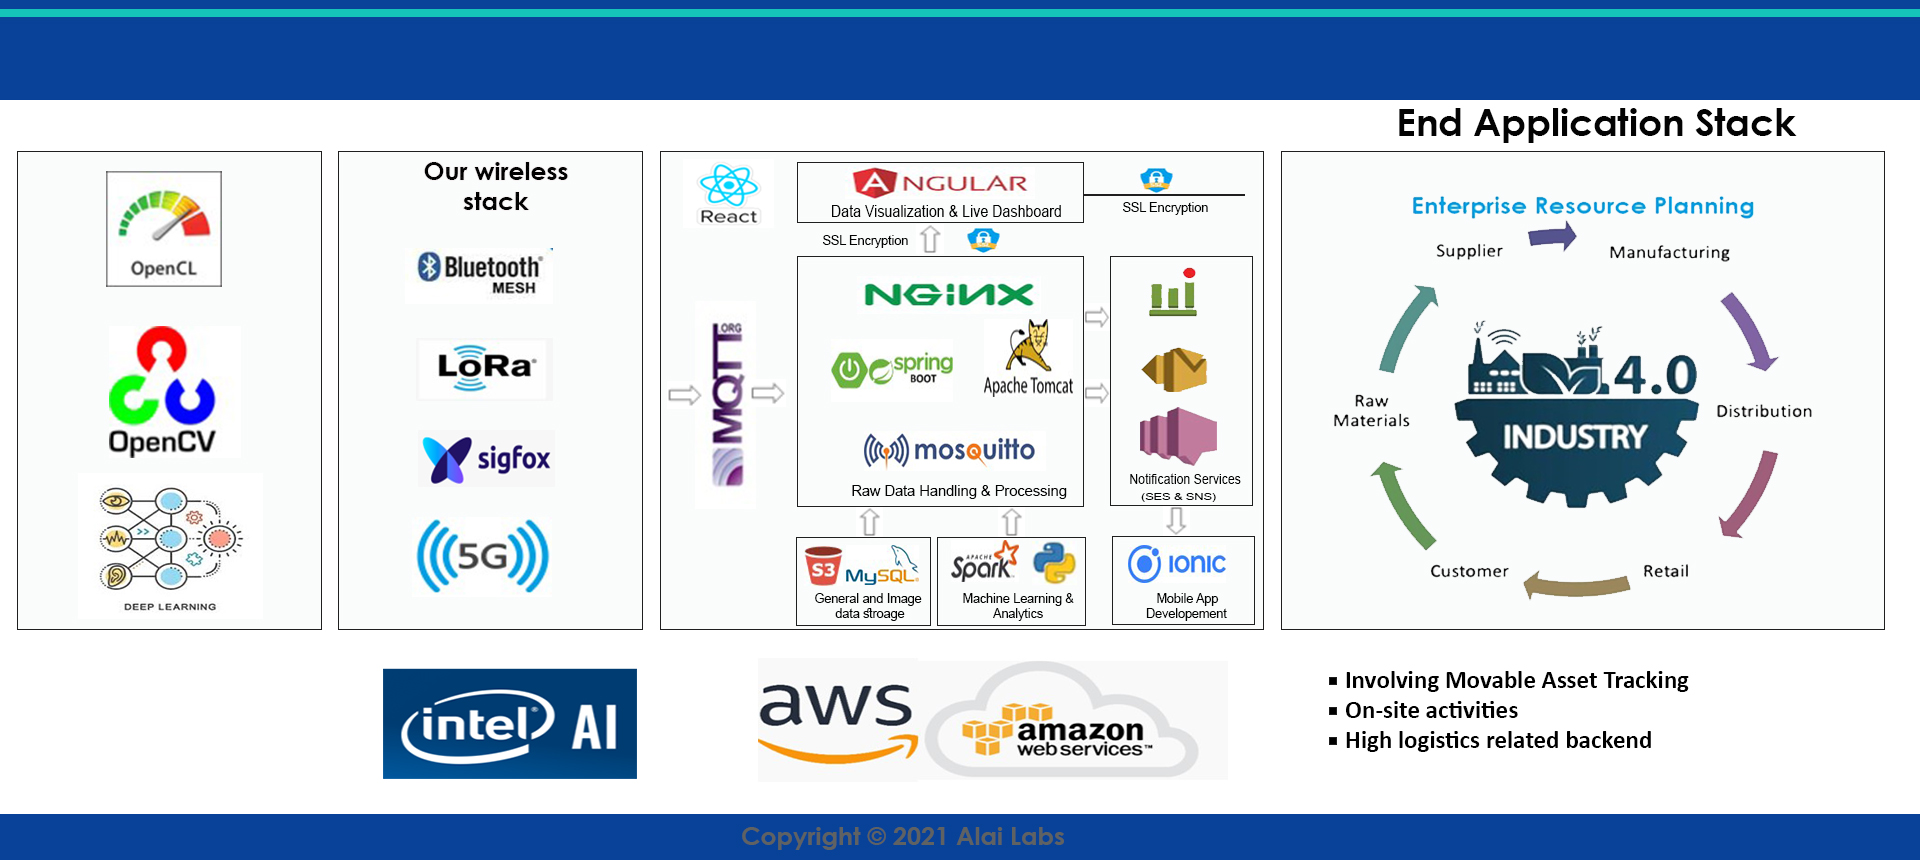 End Application Stack
OpenCL
OpenCV
DEEP LEARNING
Our wireless
stack
Bluetooth®
MESH
LoRa®
sigfox
5G
React
ANGULAR
Data Visualization & Live Dashboard
SSL Encryption
SSL Encryption
MQTT.ORG
NGiNX
spring
BOOT
Apache Tomcat
mosquitto
Raw Data Handling & Processing
Notification Services
(SES & SNS)
S3
MySQL®
General and Image
data stroage
APACHE
Spark™
Machine Learning &
Analytics
IONIC
Mobile App
Developement
Enterprise Resource Planning
Supplier
Manufacturing
Raw
Materials
4.0
INDUSTRY
Distribution
Customer
Retail
intel AI
aws
amazon
webservices™
▪ Involving Movable Asset Tracking
▪ On-site activities
▪ High logistics related backend
Copyright © 2021 Alai Labs